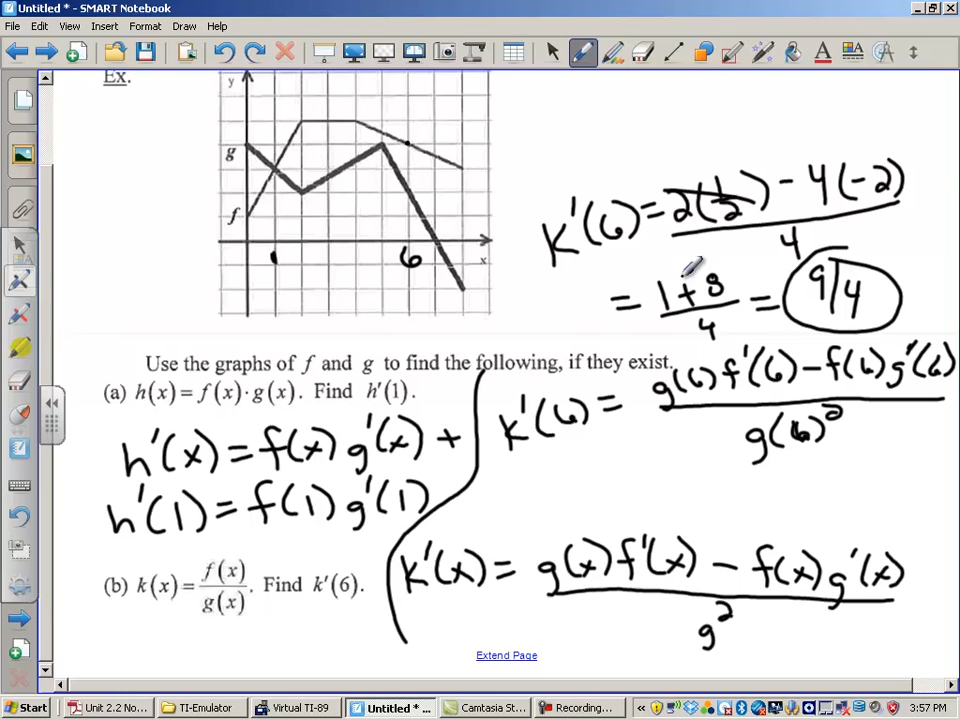 Untitled * - SMART Notebook
File Edit View Insert Format Draw Help
Ex.
y
g
f
1 6 x
K'(6) = 2(1/2) - 4(-2)
4
= 1+8 = 9/4
4
Use the graphs of f and g to find the following, if they exist.
(a) h(x) = f(x)·g(x). Find h'(1).
K'(6) = g(6)f'(6) - f(6)g'(6)
g(6)²
h'(x) = f(x)g'(x) +
h'(1) = f(1)g'(1)
(b) k(x) = f(x)/g(x). Find k'(6).
K'(x) = g(x)f'(x) - f(x)g'(x)
g²
Extend Page
Start Unit 2.2 No... TI-Emulator Virtual TI-89 Untitled * ... Camtasia St... Recording... 3:57 PM